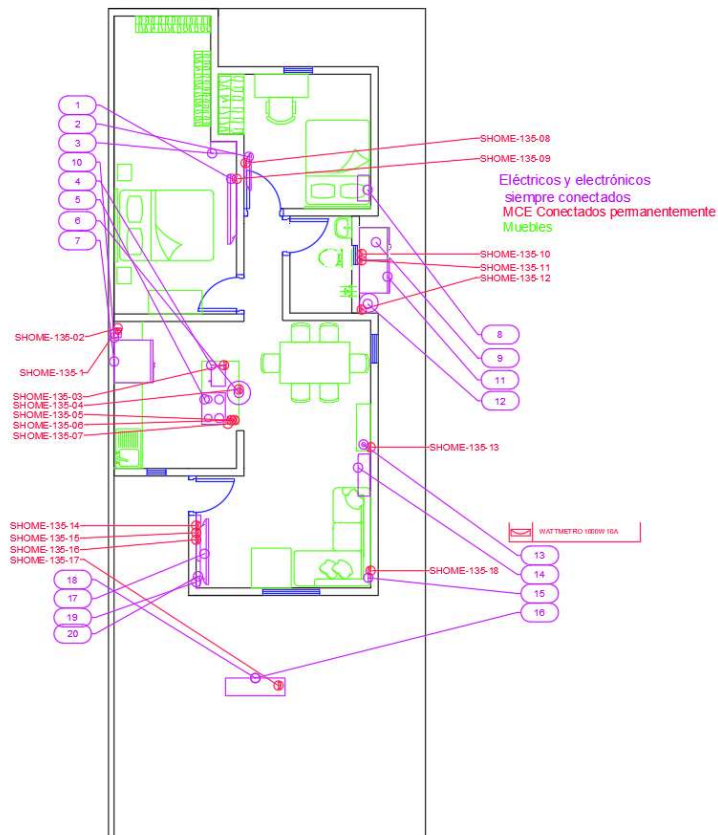 1
2
3
10
4
5
6
7
SHOME-135-08
SHOME-135-09
Eléctricos y electrónicos
siempre conectados
MCE Conectados permanentemente
Muebles
SHOME-135-10
SHOME-135-11
SHOME-135-12
SHOME-135-02
SHOME-135-1
8
9
11
12
SHOME-135-03
SHOME-135-04
SHOME-135-05
SHOME-135-06
SHOME-135-07
SHOME-135-13
SHOME-135-14
SHOME-135-15
SHOME-135-16
SHOME-135-17
WATTMETRO 1000W 10A
13
14
15
16
SHOME-135-18
18
17
19
20